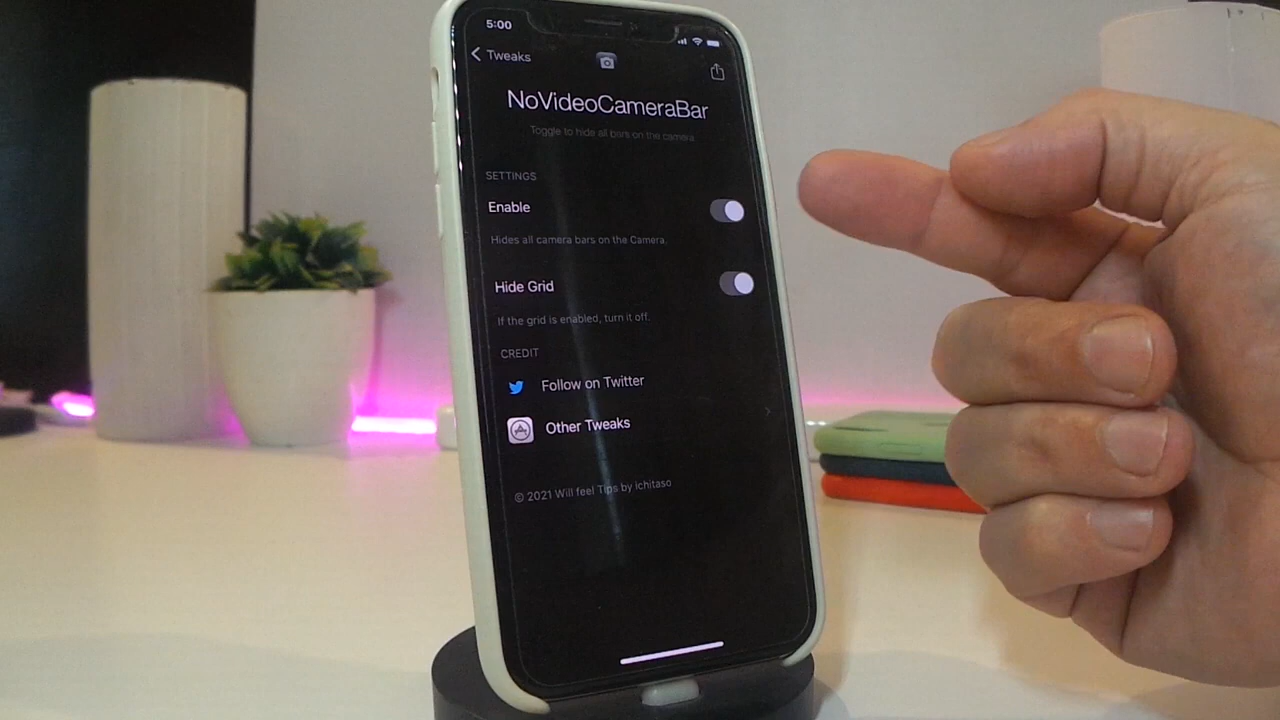 5:00
Tweaks
NoVideoCameraBar
Toggle to hide all bars on the camera
SETTINGS
Enable
Hides all camera bars on the Camera.
Hide Grid
If the grid is enabled, turn it off.
CREDIT
Follow on Twitter
Other Tweaks
© 2021 Will feel Tips by ichitaso